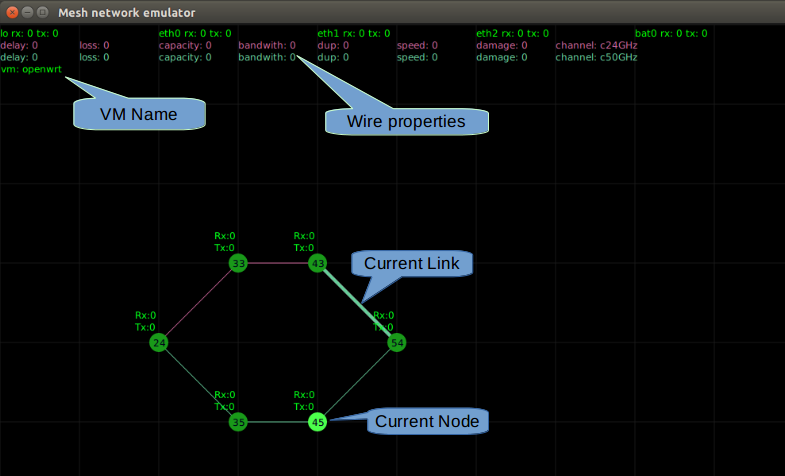 Mesh network emulator
lo rx: 0 tx: 0 eth0 rx: 0 tx: 0 eth1 rx: 0 tx: 0 eth2 rx: 0 tx: 0 bat0 rx: 0 tx: 0
delay: 0 loss: 0 capacity: 0 bandwith: 0 dup: 0 speed: 0 damage: 0 channel: c24GHz
delay: 0 loss: 0 capacity: 0 bandwith: 0 dup: 0 speed: 0 damage: 0 channel: c50GHz
vm: openwrt
VM Name
Wire properties
Rx:0 Rx:0
Tx:0 Tx:0
33 43
Current Link
Rx:0 Rx:0
Tx:0 Tx:0
24 54
Rx:0 Rx:0
Tx:0 Tx:0
35 45
Current Node